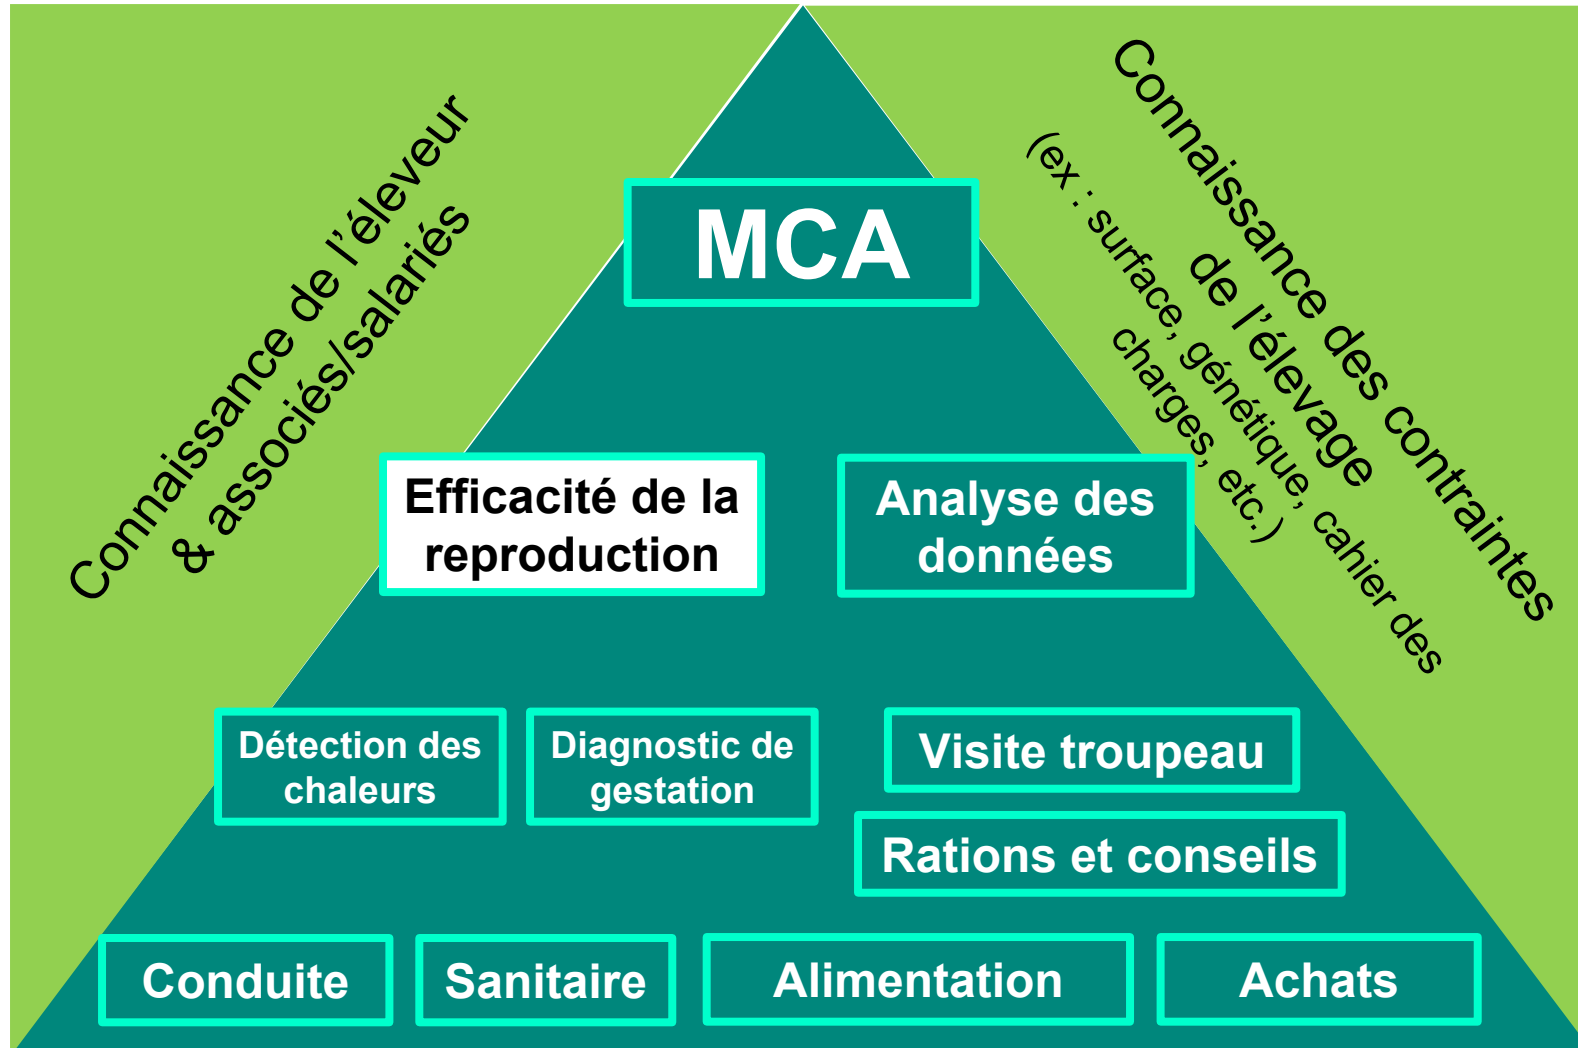 Connaissance de l’éleveur
& associés/salariés
Connaissance des contraintes
de l’élevage
(ex : surface, génétique, cahier des
charges, etc.)
MCA
Efficacité de la
reproduction
Analyse des
données
Détection des
chaleurs
Diagnostic de
gestation
Visite troupeau
Rations et conseils
Conduite
Sanitaire
Alimentation
Achats